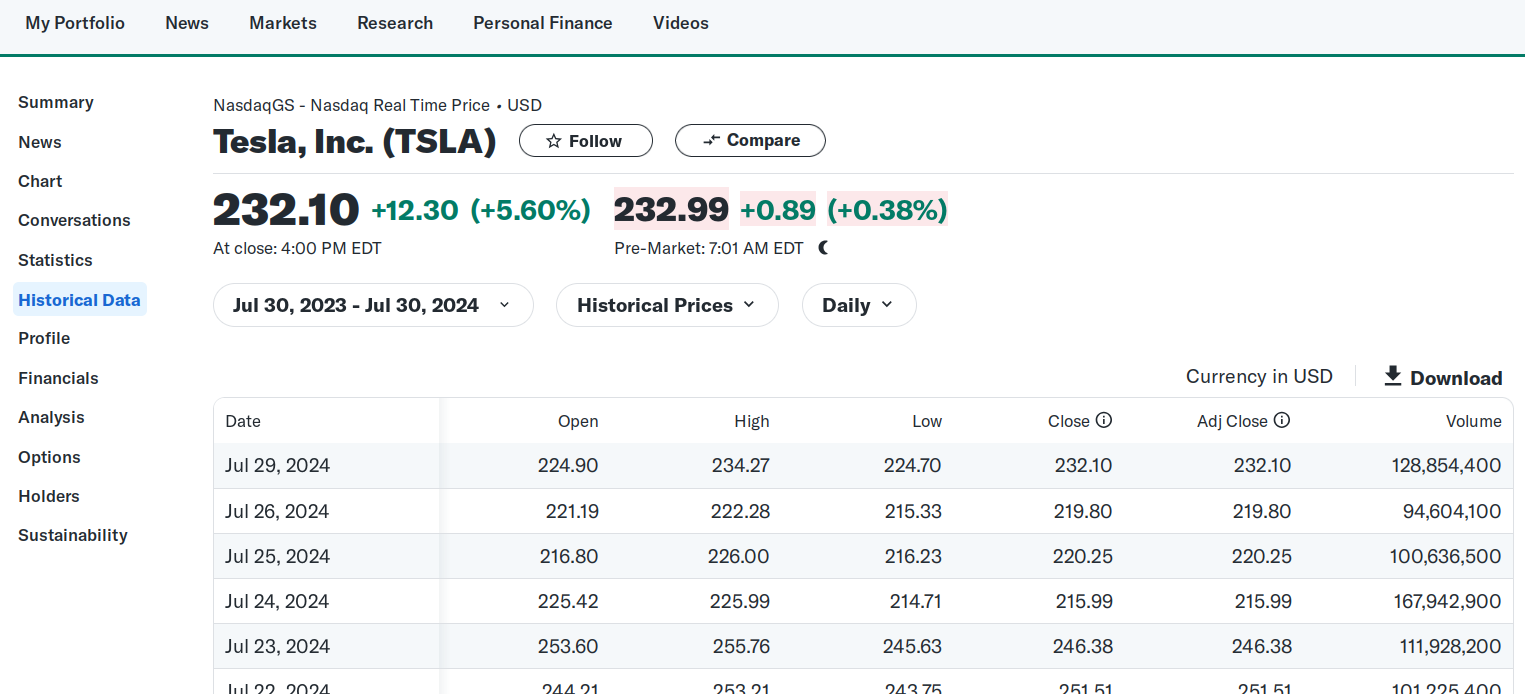 My Portfolio News Markets Research Personal Finance Videos
Summary
News
Chart
Conversations
Statistics
Historical Data
Profile
Financials
Analysis
Options
Holders
Sustainability
NasdaqGS - Nasdaq Real Time Price • USD
Tesla, Inc. (TSLA) Follow Compare
232.10 +12.30 (+5.60%) 232.99 +0.89 (+0.38%)
At close: 4:00 PM EDT Pre-Market: 7:01 AM EDT
Jul 30, 2023 - Jul 30, 2024 Historical Prices Daily
Currency in USD Download
Date Open High Low Close Adj Close Volume
Jul 29, 2024 224.90 234.27 224.70 232.10 232.10 128,854,400
Jul 26, 2024 221.19 222.28 215.33 219.80 219.80 94,604,100
Jul 25, 2024 216.80 226.00 216.23 220.25 220.25 100,636,500
Jul 24, 2024 225.42 225.99 214.71 215.99 215.99 167,942,900
Jul 23, 2024 253.60 255.76 245.63 246.38 246.38 111,928,200
Jul 22, 2024 244.21 253.21 243.75 251.51 251.51 101,225,400